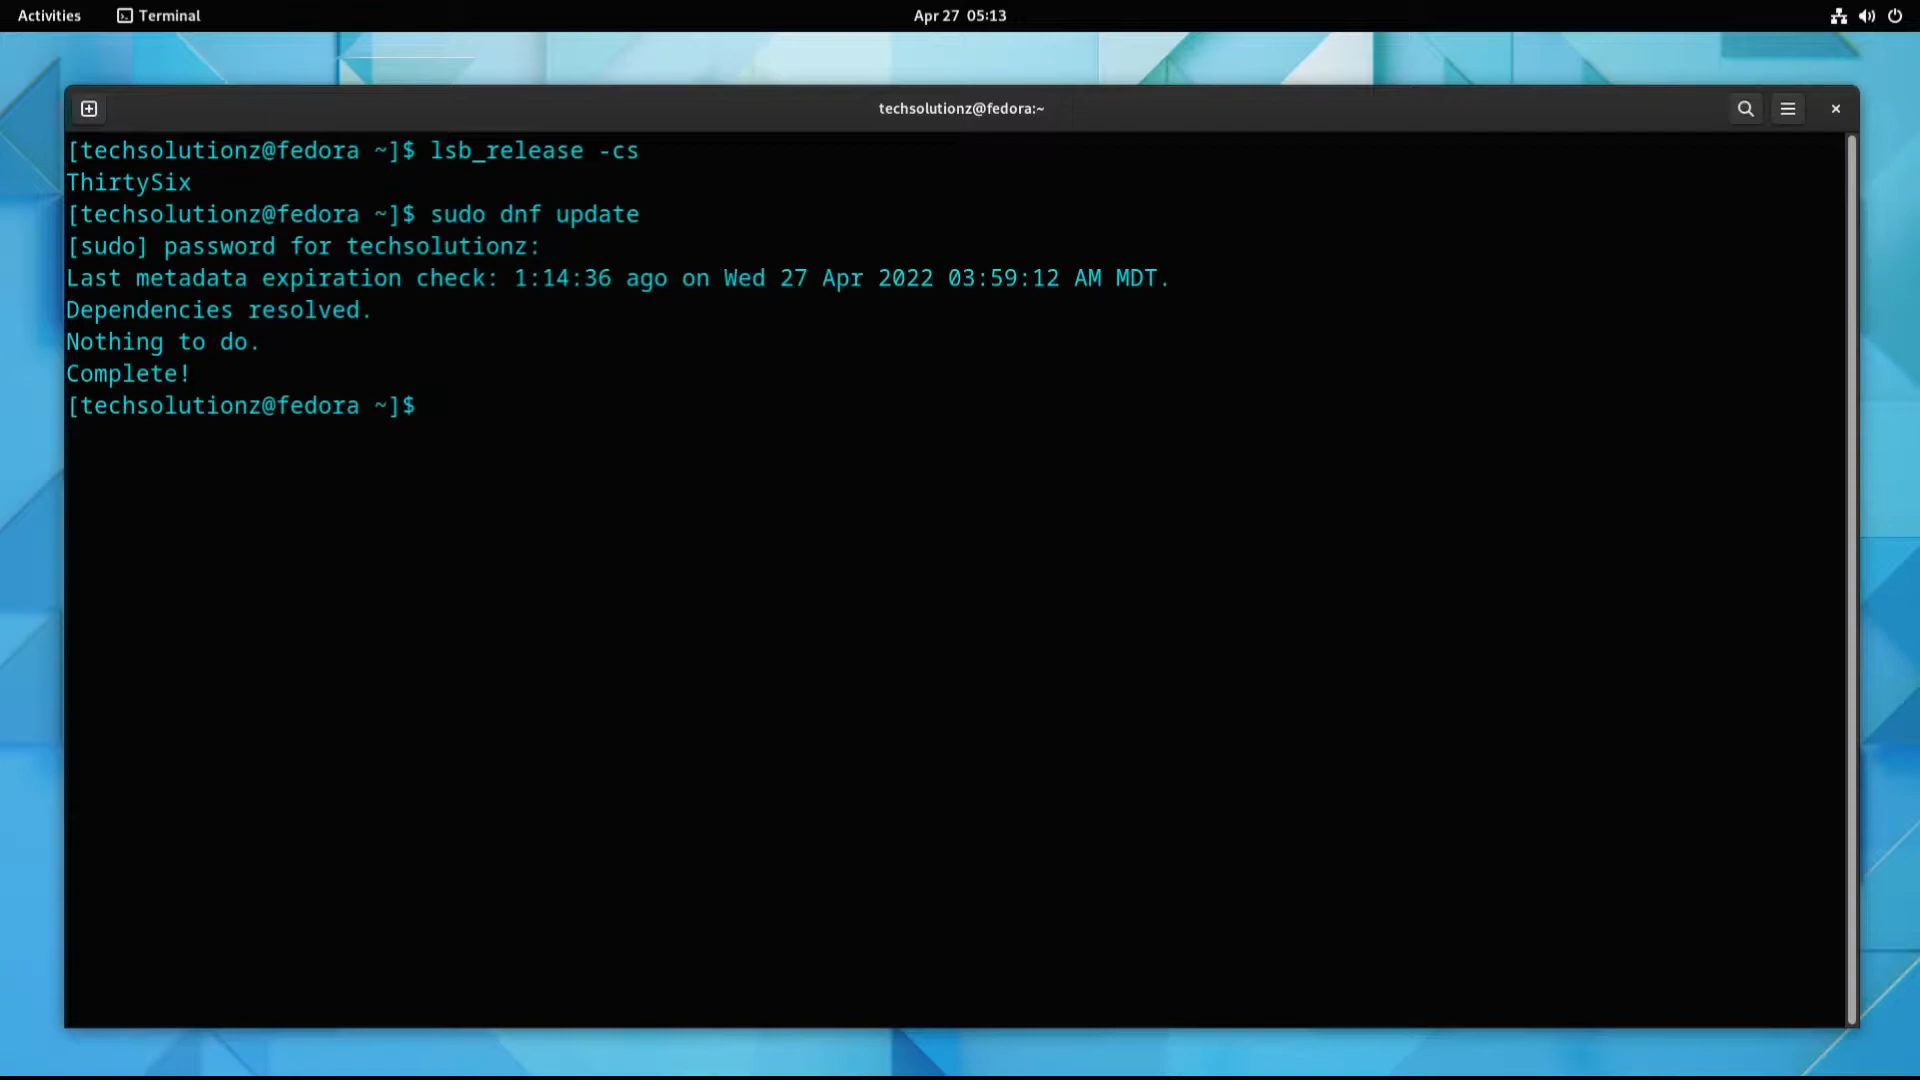 Activities Terminal Apr 27 05:13
techsolutionz@fedora:~
[techsolutionz@fedora ~]$ lsb_release -cs
ThirtySix
[techsolutionz@fedora ~]$ sudo dnf update
[sudo] password for techsolutionz:
Last metadata expiration check: 1:14:36 ago on Wed 27 Apr 2022 03:59:12 AM MDT.
Dependencies resolved.
Nothing to do.
Complete!
[techsolutionz@fedora ~]$